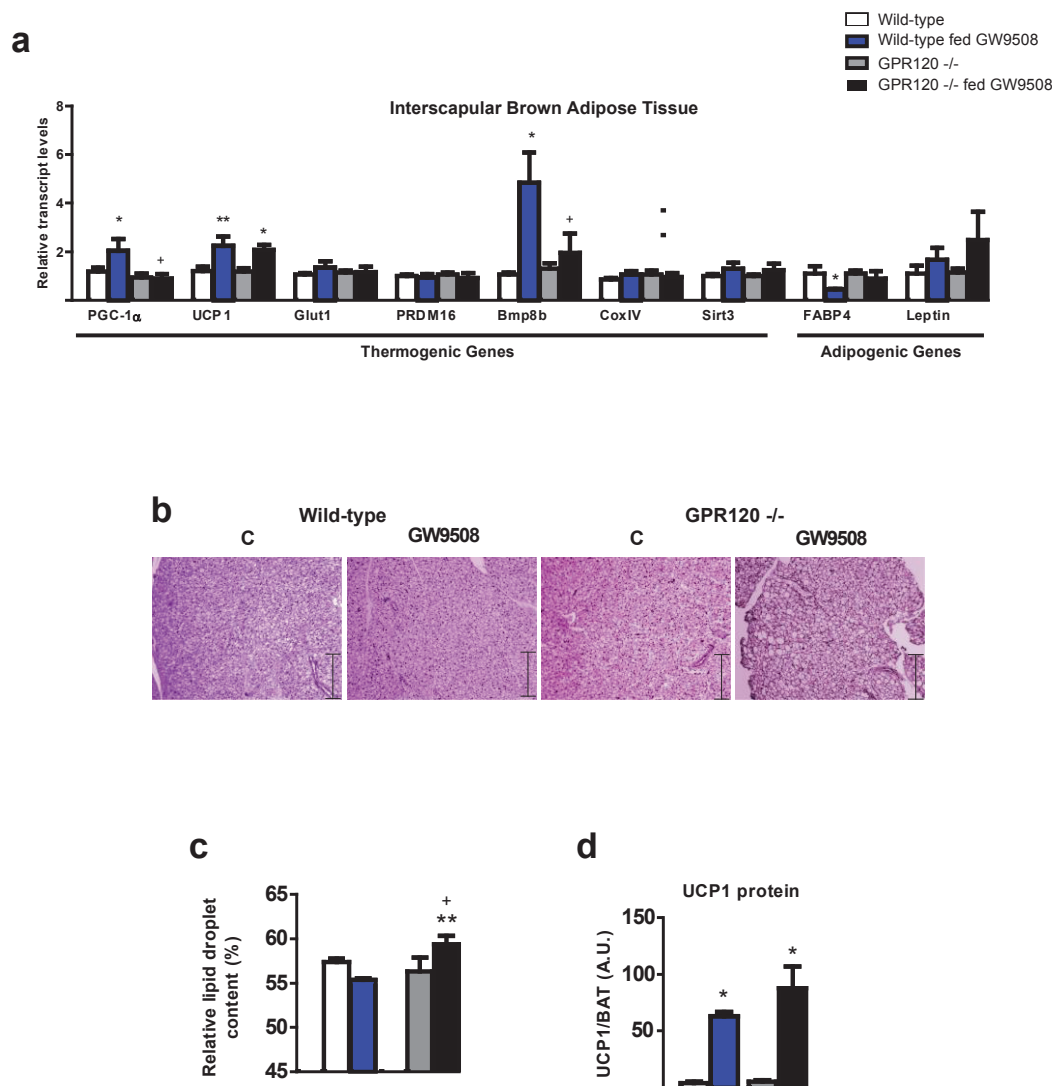 a
Wild-type
Wild-type fed GW9508
GPR120 -/-
GPR120 -/- fed GW9508
Interscapular Brown Adipose Tissue
Relative transcript levels
8
6
4
2
* + ** * * + *
PGC-1α UCP1 Glut1 PRDM16 Bmp8b CoxIV Sirt3 FABP4 Leptin
Thermogenic Genes Adipogenic Genes
b
Wild-type GPR120 -/-
C GW9508 C GW9508
c
Relative lipid droplet
content (%)
65
60
55
50
45
+
**
d
UCP1 protein
UCP1/BAT (A.U.)
150
100
50
* *